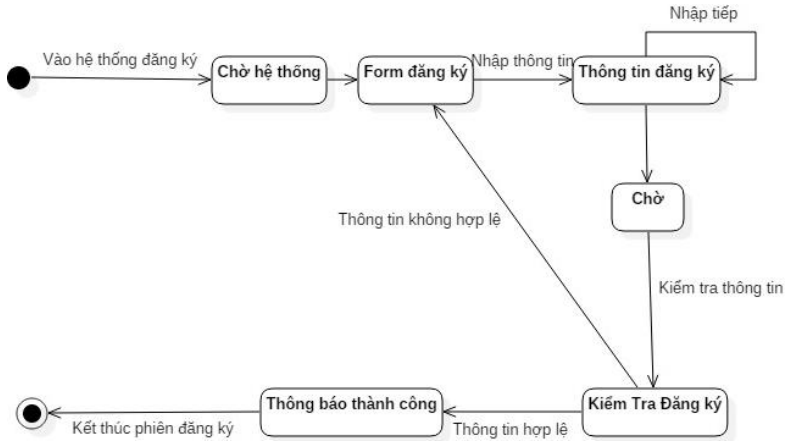 Nhập tiếp
Vào hệ thống đăng ký
Chờ hệ thống
Form đăng ký
Nhập thông tin
Thông tin đăng ký
Chờ
Thông tin không hợp lệ
Kiểm tra thông tin
Thông báo thành công
Kiểm Tra Đăng ký
Kết thúc phiên đăng ký
Thông tin hợp lệ